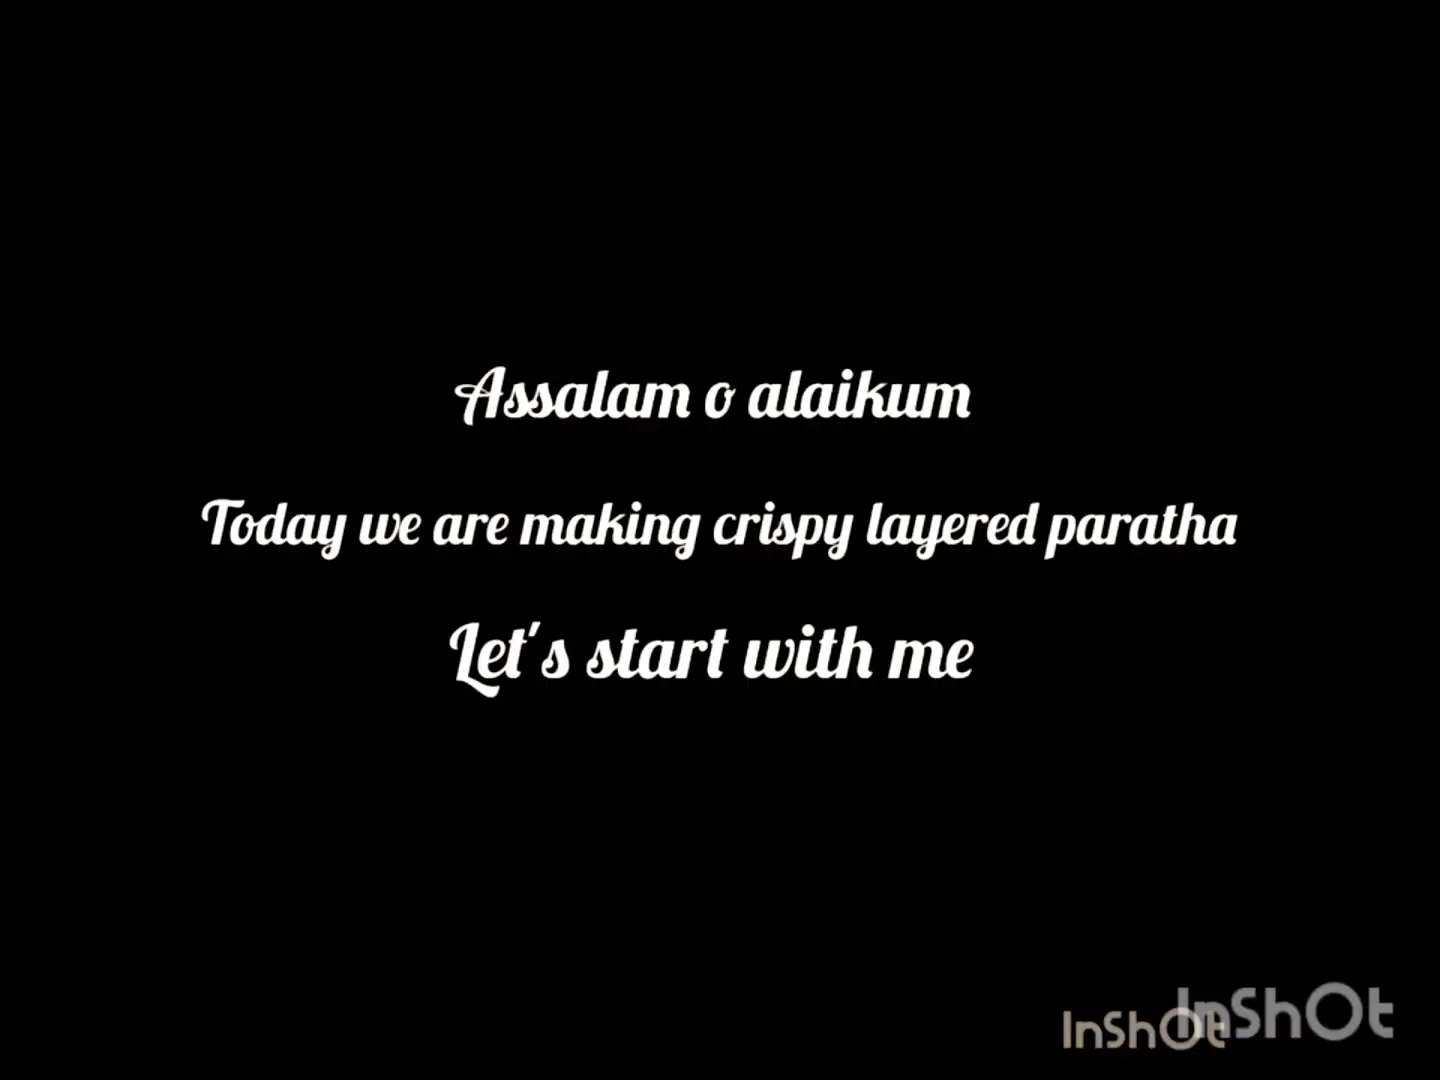 Assalam o alaikum
Today we are making crispy layered paratha
Let's start with me
InShOt
InShOt